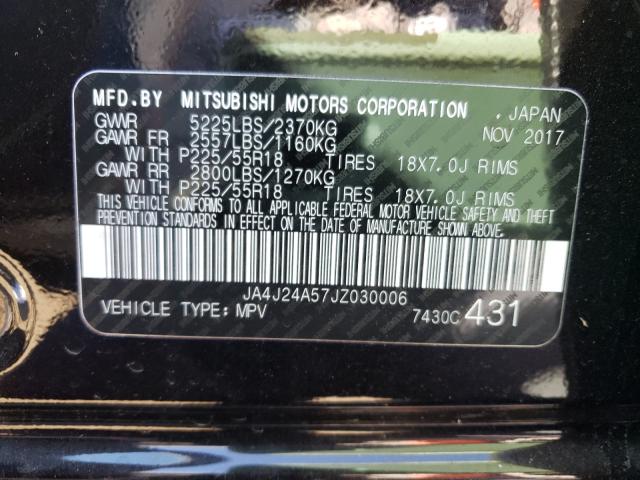 MFD.BY MITSUBISHI MOTORS CORPORATION , JAPAN
GVWR 5225LBS/2370KG NOV 2017
GAWR FR 2557LBS/1160KG
WITH P225/55R18 TIRES 18X7.0J RIMS
GAWR RR 2800LBS/1270KG
WITH P225/55R18 TIRES 18X7.0J RIMS
THIS VEHICLE CONFORMS TO ALL APPLICABLE FEDERAL MOTOR VEHICLE SAFETY AND THEFT
PREVENTION STANDARDS IN EFFECT ON THE DATE OF MANUFACTURE SHOWN ABOVE.
JA4J24A57JZ030006
VEHICLE TYPE: MPV 7430C 431